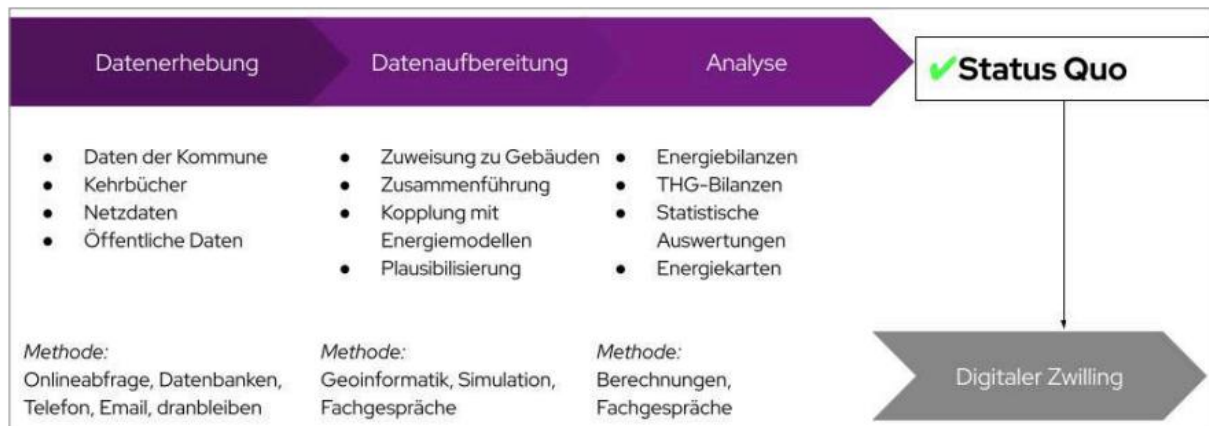 Datenerhebung
Datenaufbereitung
Analyse
✔Status Quo
● Daten der Kommune
● Kehrbücher
● Netzdaten
● Öffentliche Daten
● Zuweisung zu Gebäuden
● Zusammenführung
● Kopplung mit
Energiemodellen
● Plausibilisierung
● Energiebilanzen
● THG-Bilanzen
● Statistische
Auswertungen
● Energiekarten
Methode:
Onlineabfrage, Datenbanken,
Telefon, Email, dranbleiben
Methode:
Geoinformatik, Simulation,
Fachgespräche
Methode:
Berechnungen,
Fachgespräche
Digitaler Zwilling